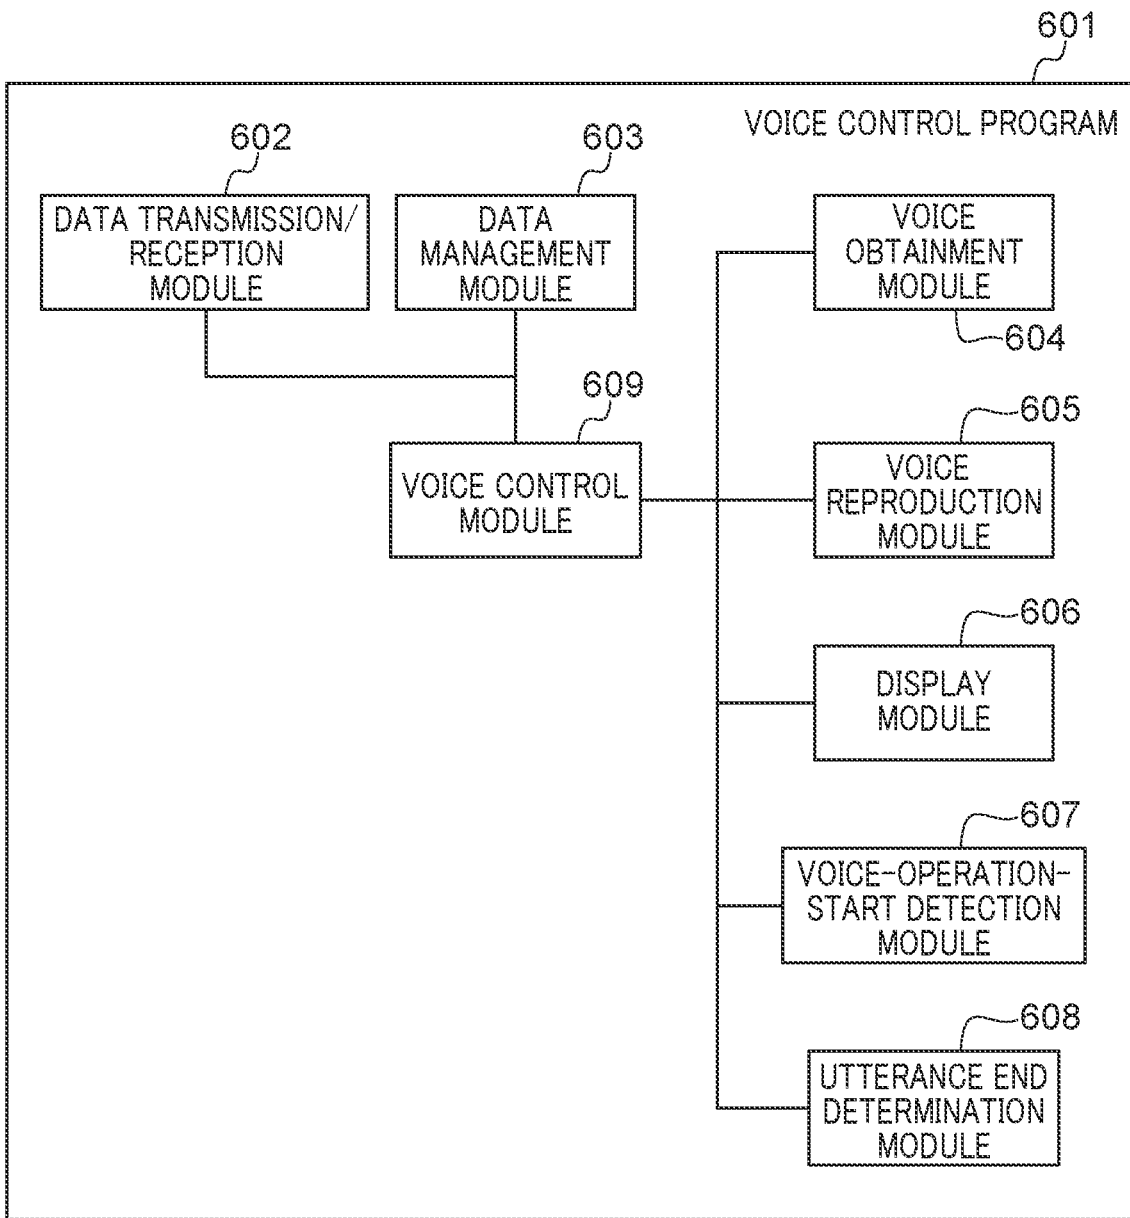 601
VOICE CONTROL PROGRAM
602
DATA TRANSMISSION/
RECEPTION
MODULE
603
DATA
MANAGEMENT
MODULE
VOICE
OBTAINMENT
MODULE
604
609
VOICE CONTROL
MODULE
605
VOICE
REPRODUCTION
MODULE
606
DISPLAY
MODULE
607
VOICE-OPERATION-
START DETECTION
MODULE
608
UTTERANCE END
DETERMINATION
MODULE